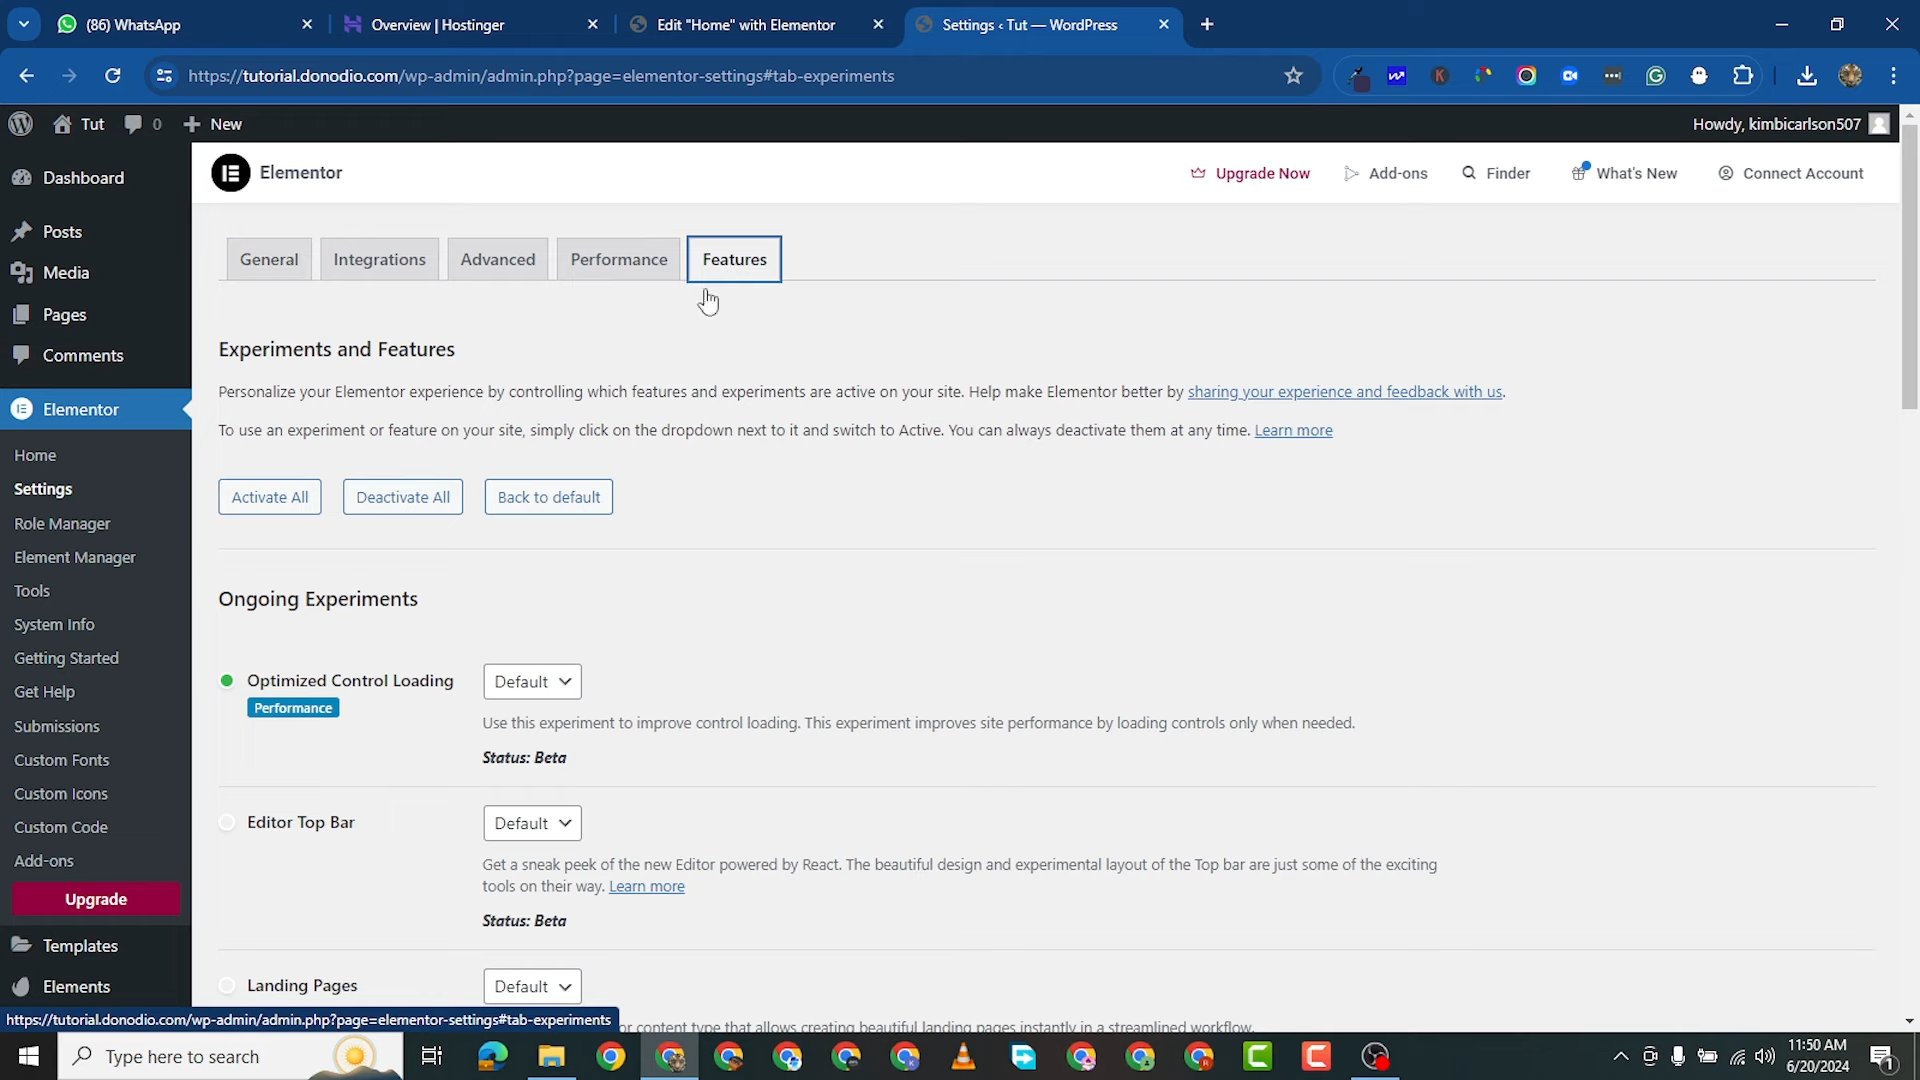 (86) WhatsApp
Overview | Hostinger
Edit "Home" with Elementor
Settings ‹ Tut — WordPress
https://tutorial.donodio.com/wp-admin/admin.php?page=elementor-settings#tab-experiments
Tut
0
New
Howdy, kimbicarlson507
Dashboard
Posts
Media
Pages
Comments
Elementor
Home
Settings
Role Manager
Element Manager
Tools
System Info
Getting Started
Get Help
Submissions
Custom Fonts
Custom Icons
Custom Code
Add-ons
Upgrade
Templates
Elements
Elementor
Upgrade Now
Add-ons
Finder
What's New
Connect Account
General
Integrations
Advanced
Performance
Features
Experiments and Features
Personalize your Elementor experience by controlling which features and experiments are active on your site. Help make Elementor better by sharing your experience and feedback with us.
To use an experiment or feature on your site, simply click on the dropdown next to it and switch to Active. You can always deactivate them at any time. Learn more
Activate All
Deactivate All
Back to default
Ongoing Experiments
Optimized Control Loading
Performance
Default
Use this experiment to improve control loading. This experiment improves site performance by loading controls only when needed.
Status: Beta
Editor Top Bar
Default
Get a sneak peek of the new Editor powered by React. The beautiful design and experimental layout of the Top bar are just some of the exciting
tools on their way. Learn more
Status: Beta
Landing Pages
Default
or content type that allows creating beautiful landing pages instantly in a streamlined workflow.
https://tutorial.donodio.com/wp-admin/admin.php?page=elementor-settings#tab-experiments
Type here to search
11:50 AM
6/20/2024
1